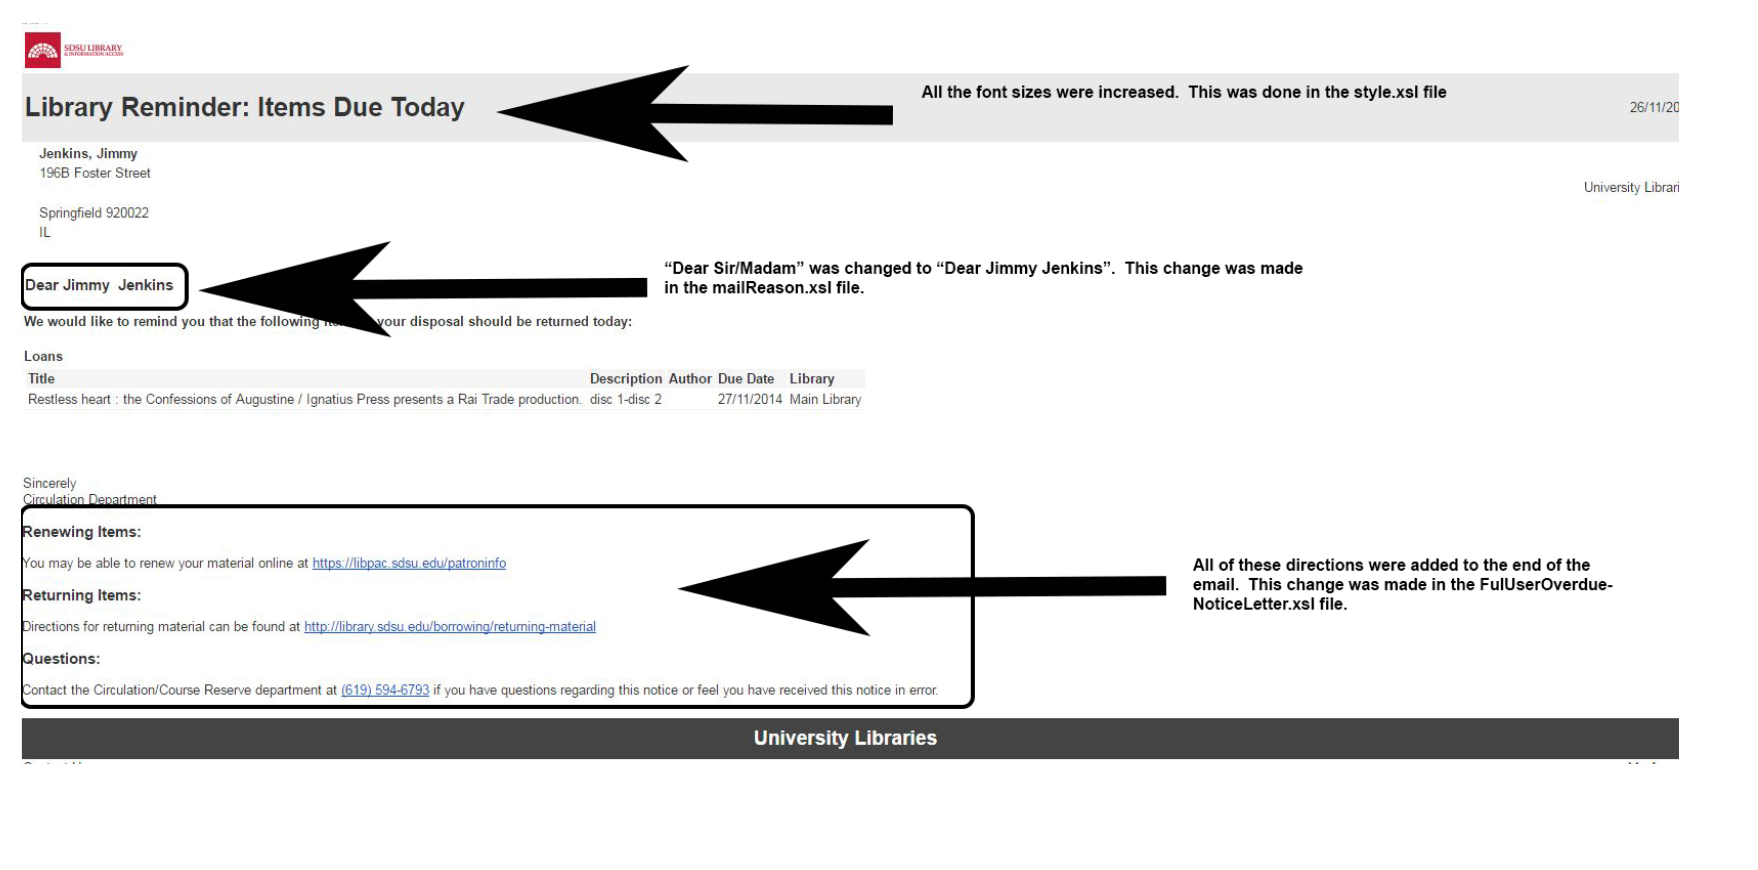 SDSU LIBRARY
& INFORMATION ACCESS
Library Reminder: Items Due Today
All the font sizes were increased. This was done in the style.xsl file
26/11/20
Jenkins, Jimmy
196B Foster Street
University Librari
Springfield 920022
IL
“Dear Sir/Madam” was changed to “Dear Jimmy Jenkins”. This change was made
in the mailReason.xsl file.
Dear Jimmy Jenkins
We would like to remind you that the following your disposal should be returned today:
Loans
Title Description Author Due Date Library
Restless heart : the Confessions of Augustine / Ignatius Press presents a Rai Trade production. disc 1-disc 2 27/11/2014 Main Library
Sincerely
Circulation Department
Renewing Items:
You may be able to renew your material online at https://libpac.sdsu.edu/patroninfo
All of these directions were added to the end of the
email. This change was made in the FulUserOverdue-
NoticeLetter.xsl file.
Returning Items:
Directions for returning material can be found at http://library.sdsu.edu/borrowing/returning-material
Questions:
Contact the Circulation/Course Reserve department at (619) 594-6793 if you have questions regarding this notice or feel you have received this notice in error.
University Libraries